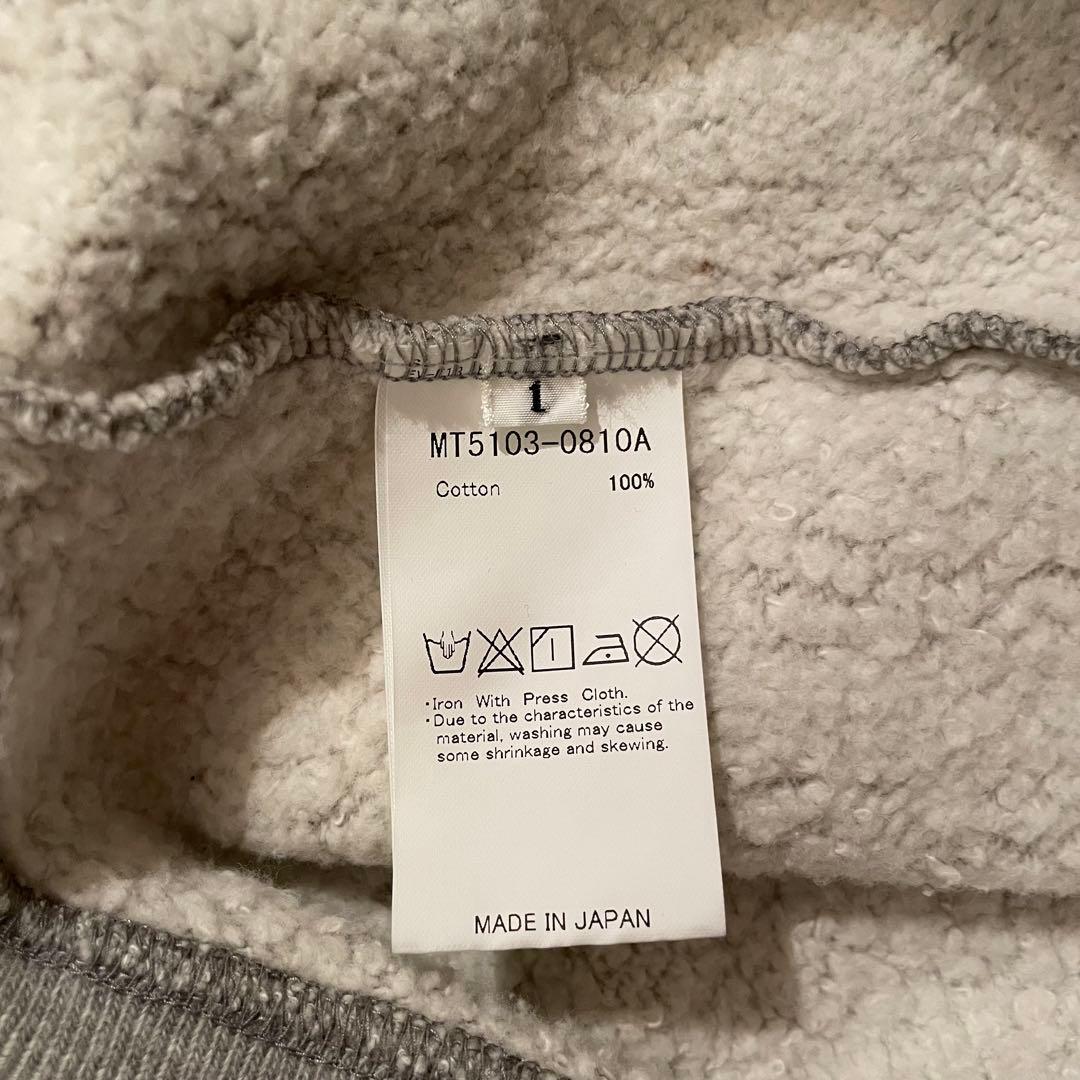 1
MT5103-0810A
Cotton 100%
・Iron With Press Cloth.
・Due to the characteristics of the
material, washing may cause
some shrinkage and skewing.
MADE IN JAPAN